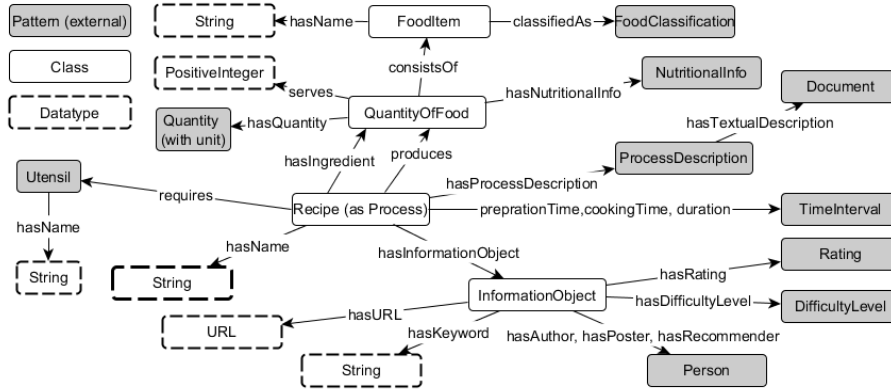 Pattern (external)
String
hasName
FoodItem
classifiedAs
FoodClassification
Class
consistsOf
PositiveInteger
NutritionalInfo
Document
serves
hasNutritionalInfo
Datatype
Quantity
(with unit)
hasQuantity
QuantityOfFood
hasTextualDescription
hasIngredient
produces
ProcessDescription
Utensil
hasProcessDescription
requires
Recipe (as Process)
preprationTime,cookingTime, duration
TimeInterval
hasName
hasName
hasInformationObject
Rating
String
String
hasRating
InformationObject
hasDifficultyLevel
DifficultyLevel
URL
hasURL
hasKeyword
hasAuthor, hasPoster, hasRecommender
String
Person